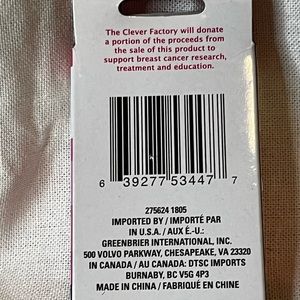 The Clever Factory will donate
a portion of the proceeds from
the sale of this product to
support breast cancer research,
treatment and education.
6 39277 53447 7
275624 1805
IMPORTED BY / IMPORTÉ PAR
IN U.S.A. / AUX É.-U.:
GREENBRIER INTERNATIONAL, INC.
500 VOLVO PARKWAY, CHESAPEAKE, VA 23320
IN CANADA / AU CANADA: DTSC IMPORTS
BURNABY, BC V5G 4P3
MADE IN CHINA / FABRIQUÉ EN CHINE